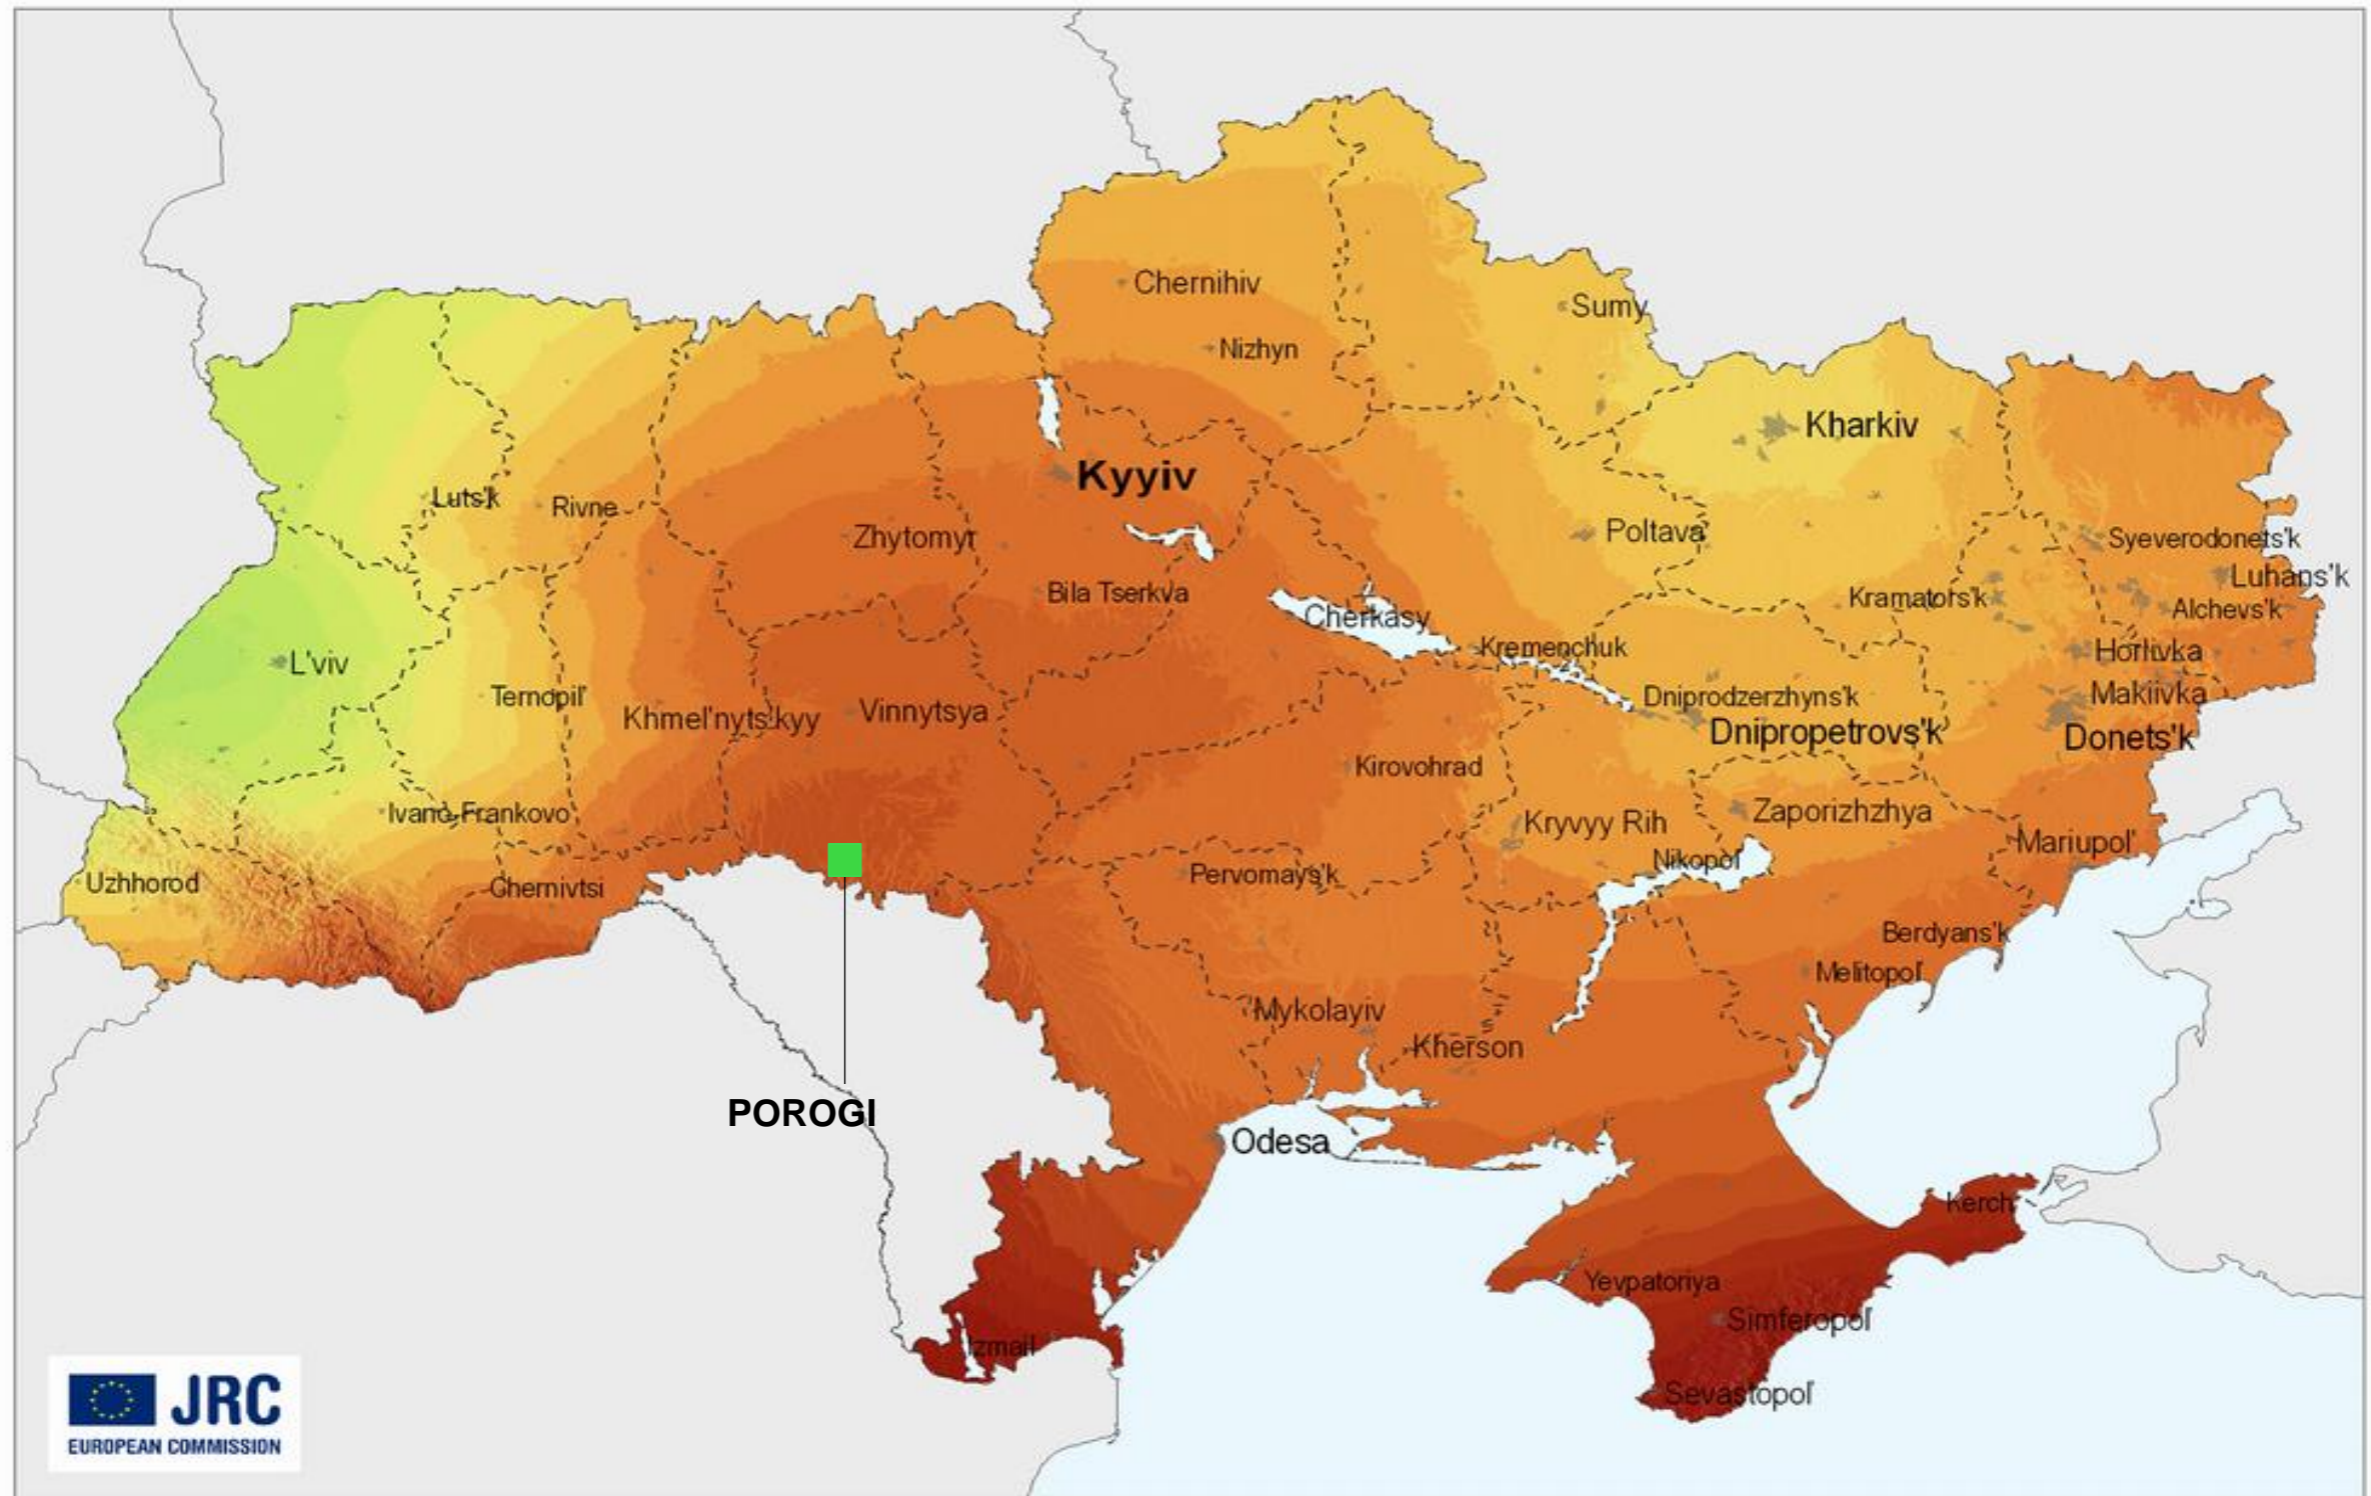 Chernihiv
Sumy
Nizhyn
Kharkiv
Kyyiv
Luts'k
Rivne
Zhytomyr
Poltava
Syeverodonets'k
Luhans'k
Bila Tserkva
Kramators'k
Alchevs'k
Cherkasy
Kremenchuk
Horlivka
L'viv
Ternopil'
Dniprodzerzhyns'k
Makiivka
Khmel'nyts'kyy
Vinnytsya
Dnipropetrovs'k
Donets'k
Kirovohrad
Ivano-Frankovo
Kryvyy Rih
Zaporizhzhya
Mariupol'
Nikopol'
Uzhhorod
Chernivtsi
Pervomays'k
Berdyans'k
Melitopol'
Mykolayiv
Kherson
POROGI
Odesa
Kerch
Yevpatoriya
Simferopol'
Izmail
Sevastopol'
JRC
EUROPEAN COMMISSION